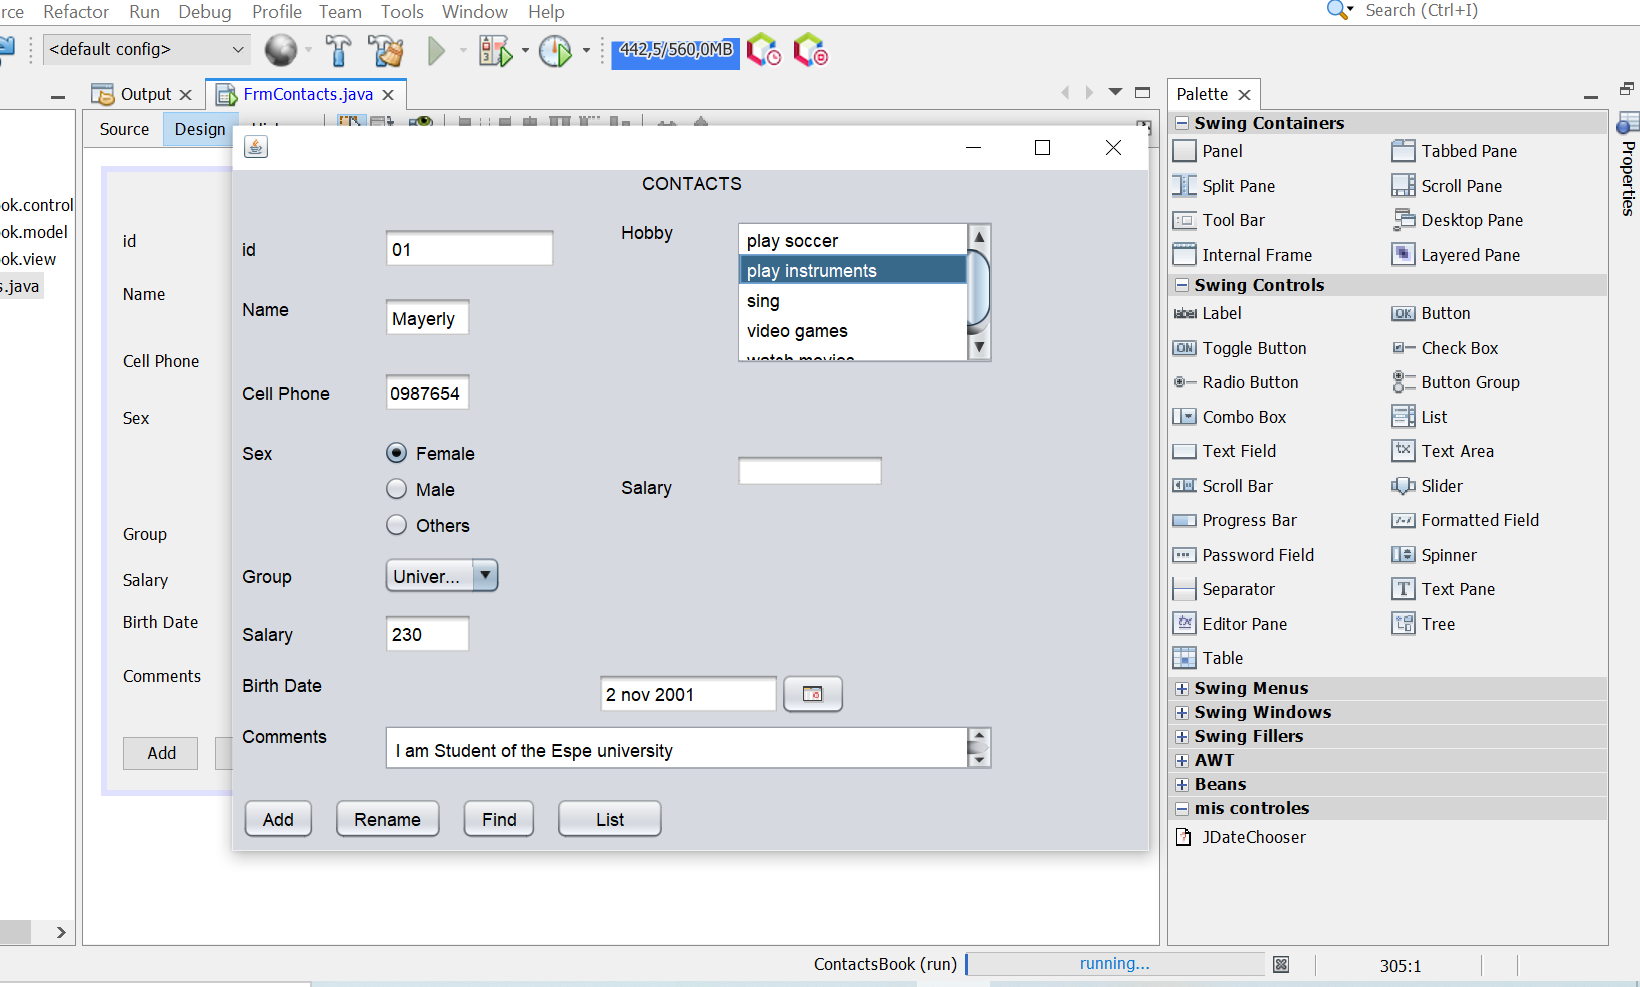 rce Refactor Run Debug Profile Team Tools Window Help Search (Ctrl+I)
<default config> 442,5/560,0MB
Output FrmContacts.java
Source Design
ok.control
ok.model
ok.view
s.java
id
Name
Cell Phone
Sex
Group
Salary
Birth Date
Comments
Add
CONTACTS
id 01
Name Mayerly
Cell Phone 0987654
Sex Female
Male
Others
Group Univer...
Salary 230
Birth Date 2 nov 2001
Comments I am Student of the Espe university
Hobby play soccer
play instruments
sing
video games
watch movies
Salary
Add Rename Find List
Palette
Swing Containers
Panel Tabbed Pane
Split Pane Scroll Pane
Tool Bar Desktop Pane
Internal Frame Layered Pane
Swing Controls
label Label OK Button
ON Toggle Button Check Box
Radio Button Button Group
Combo Box List
Text Field Text Area
Scroll Bar Slider
Progress Bar Formatted Field
Password Field Spinner
Separator Text Pane
Editor Pane Tree
Table
Swing Menus
Swing Windows
Swing Fillers
AWT
Beans
mis controles
JDateChooser
Properties
ContactsBook (run) running... 305:1